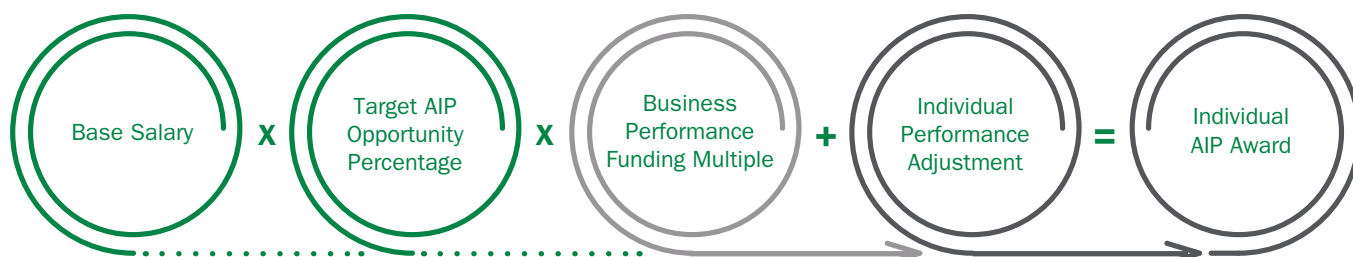 Base Salary
X
Target AIP
Opportunity
Percentage
X
Business
Performance
Funding Multiple
+
Individual
Performance
Adjustment
=
Individual
AIP Award